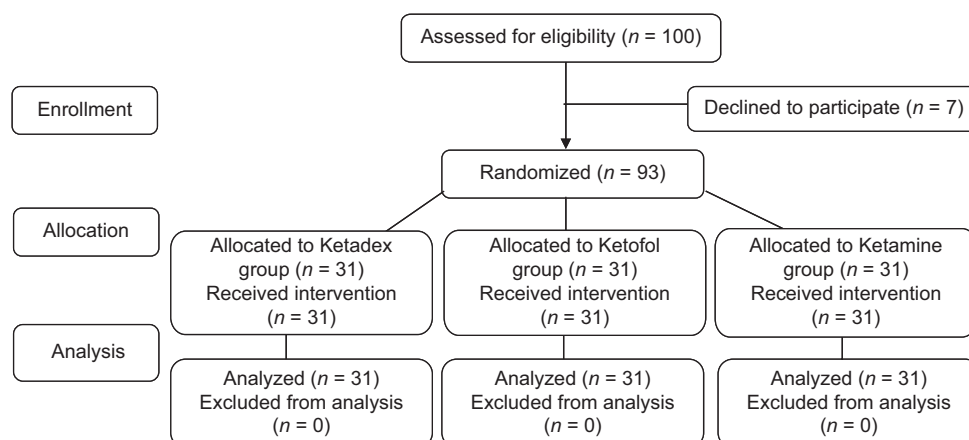 Assessed for eligibility (n = 100)
Enrollment
Declined to participate (n = 7)
Randomized (n = 93)
Allocation
Allocated to Ketadex
group (n = 31)
Received intervention
(n = 31)
Allocated to Ketofol
group (n = 31)
Received intervention
(n = 31)
Allocated to Ketamine
group (n = 31)
Received intervention
(n = 31)
Analysis
Analyzed (n = 31)
Excluded from analysis
(n = 0)
Analyzed (n = 31)
Excluded from analysis
(n = 0)
Analyzed (n = 31)
Excluded from analysis
(n = 0)